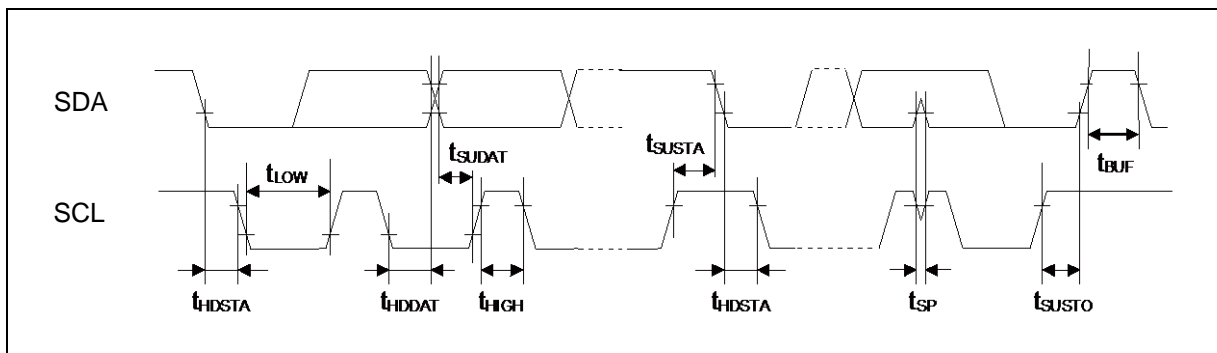 SDA
tSUDAT
tSUSTA
tBUF
tLOW
SCL
tHDSTA
tHDDAT
tHIGH
tHDSTA
tSP
tSUSTO